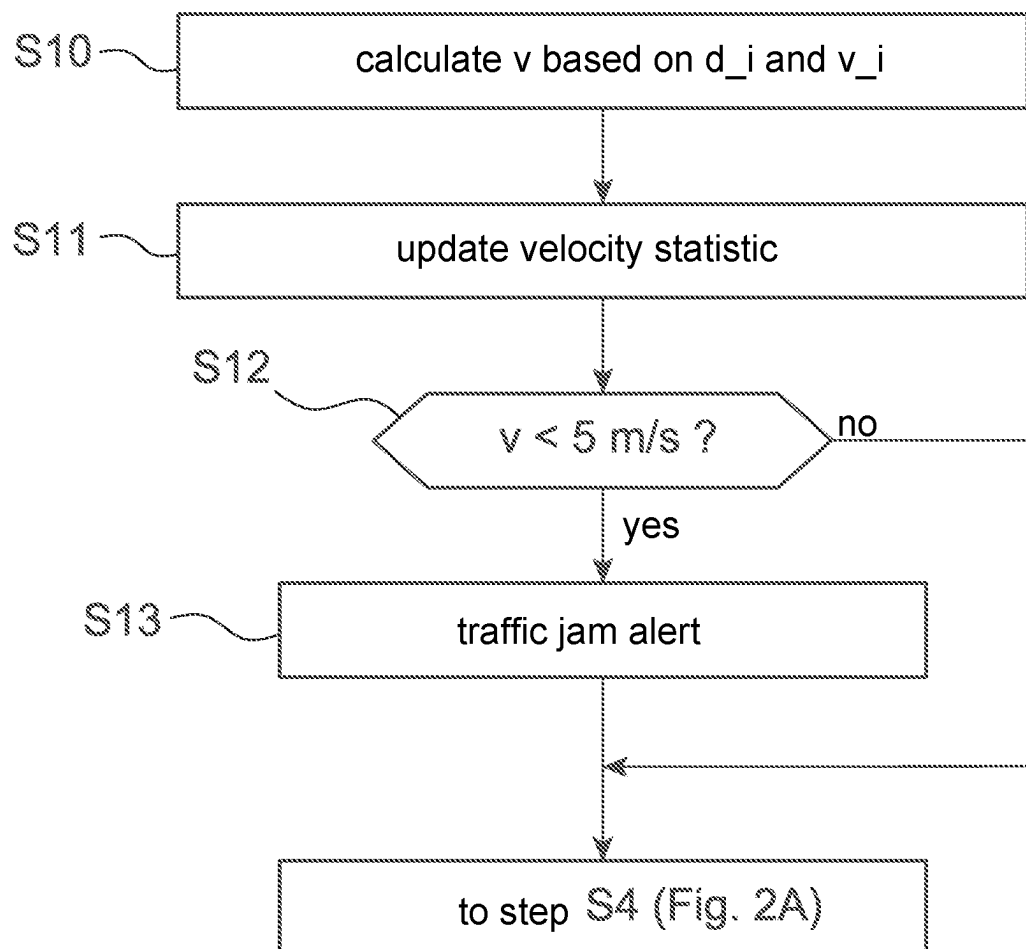 S10
calculate v based on d_i and v_i
S11
update velocity statistic
S12
v < 5 m/s ?
no
yes
S13
traffic jam alert
to step S4 (Fig. 2A)